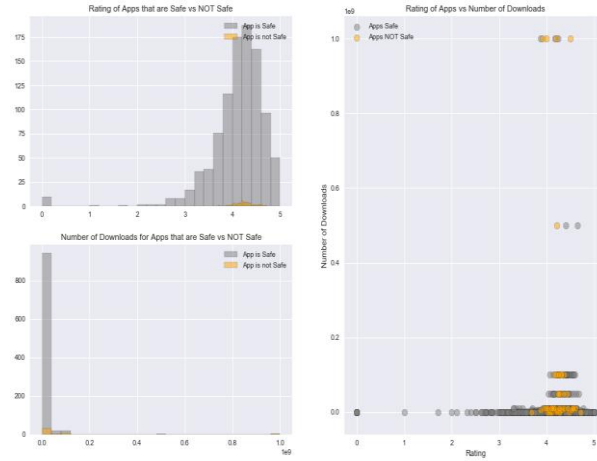 Rating of Apps that are Safe vs NOT Safe
App is Safe
App is not Safe
175
150
125
100
75
50
25
0
0
1
2
3
4
5
Number of Downloads for Apps that are Safe vs NOT Safe
App is Safe
App is not Safe
800
600
400
200
0
0.0
0.2
0.4
0.6
0.8
1.0
1e9
Rating of Apps vs Number of Downloads
1e9
Apps Safe
Apps NOT Safe
1.0
0.8
0.6
0.4
0.2
0.0
Number of Downloads
0
1
2
3
4
5
Rating